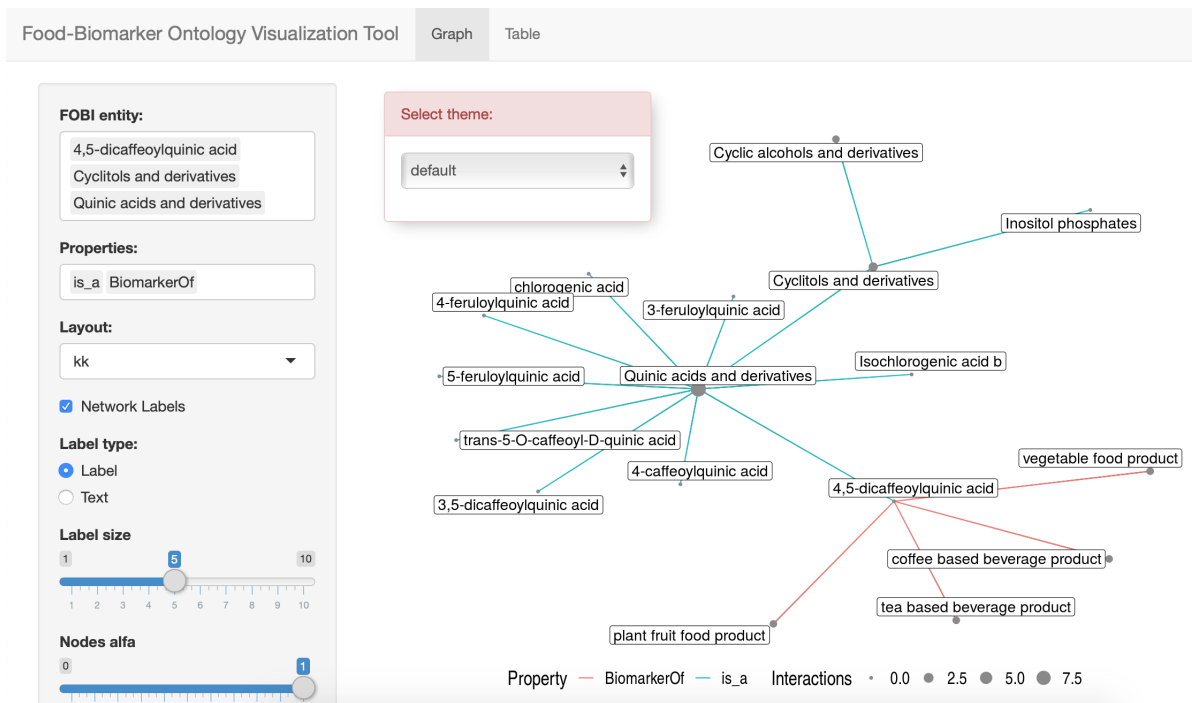 Food-Biomarker Ontology Visualization Tool Graph Table
FOBI entity:
4,5-dicaffeoylquinic acid
Cyclitols and derivatives
Quinic acids and derivatives
Properties:
is_a BiomarkerOf
Layout:
kk
Network Labels
Label type:
Label
Text
Label size
1 5 10
1 2 3 4 5 6 7 8 9 10
Nodes alfa
0 1
Select theme:
default
Cyclic alcohols and derivatives
Inositol phosphates
Cyclitols and derivatives
chlorogenic acid
4-feruloylquinic acid
3-feruloylquinic acid
Isochlorogenic acid b
5-feruloylquinic acid
Quinic acids and derivatives
trans-5-O-caffeoyl-D-quinic acid
vegetable food product
4-caffeoylquinic acid
4,5-dicaffeoylquinic acid
3,5-dicaffeoylquinic acid
coffee based beverage product
tea based beverage product
plant fruit food product
Property BiomarkerOf is_a Interactions 0.0 2.5 5.0 7.5